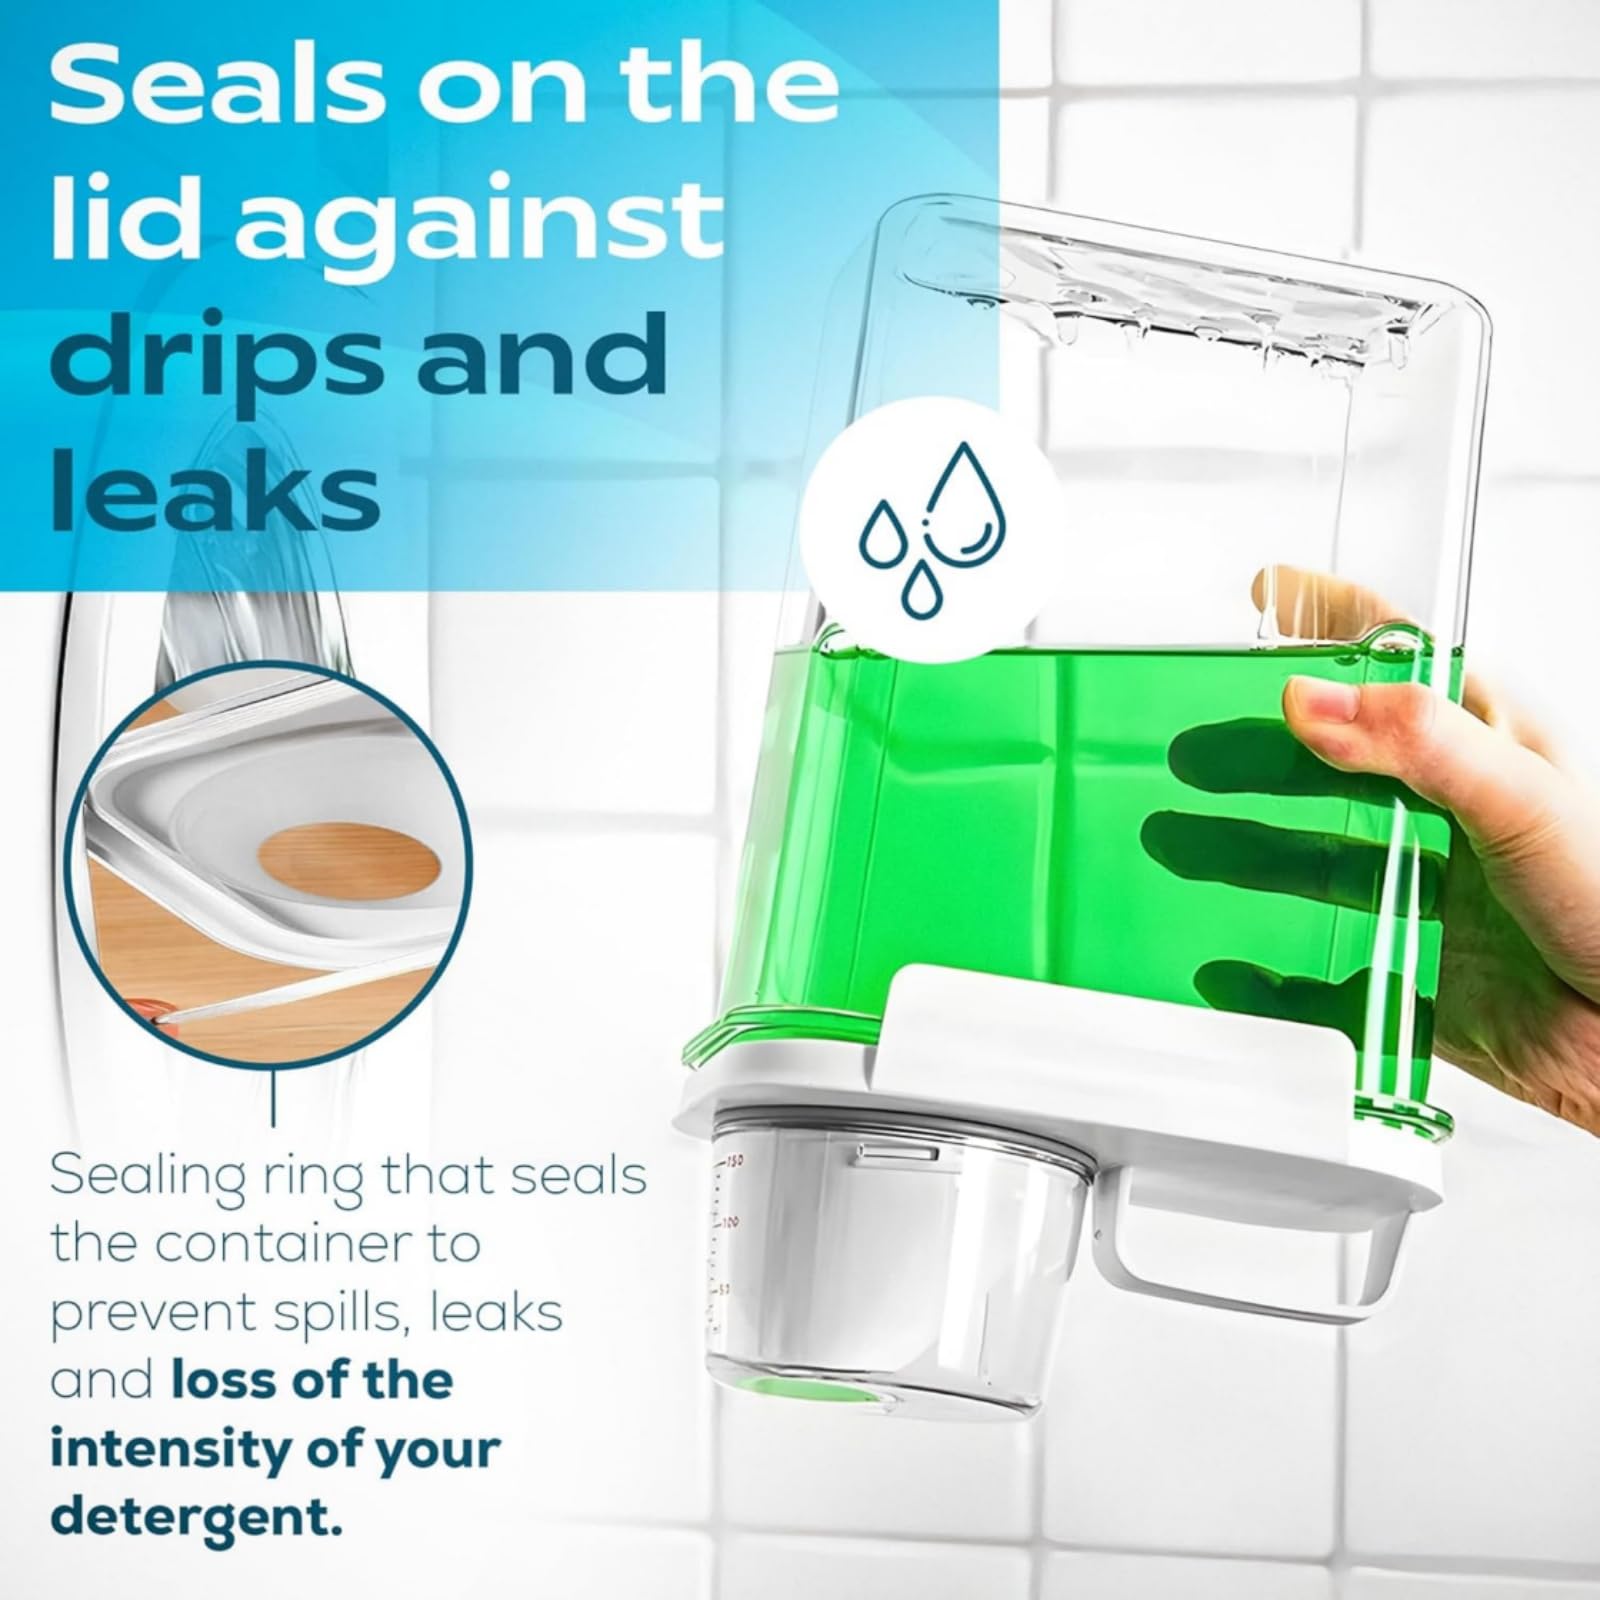 Seals on the
lid against
drips and
leaks
150
100
50
Sealing ring that seals
the container to
prevent spills, leaks
and loss of the
intensity of your
detergent.